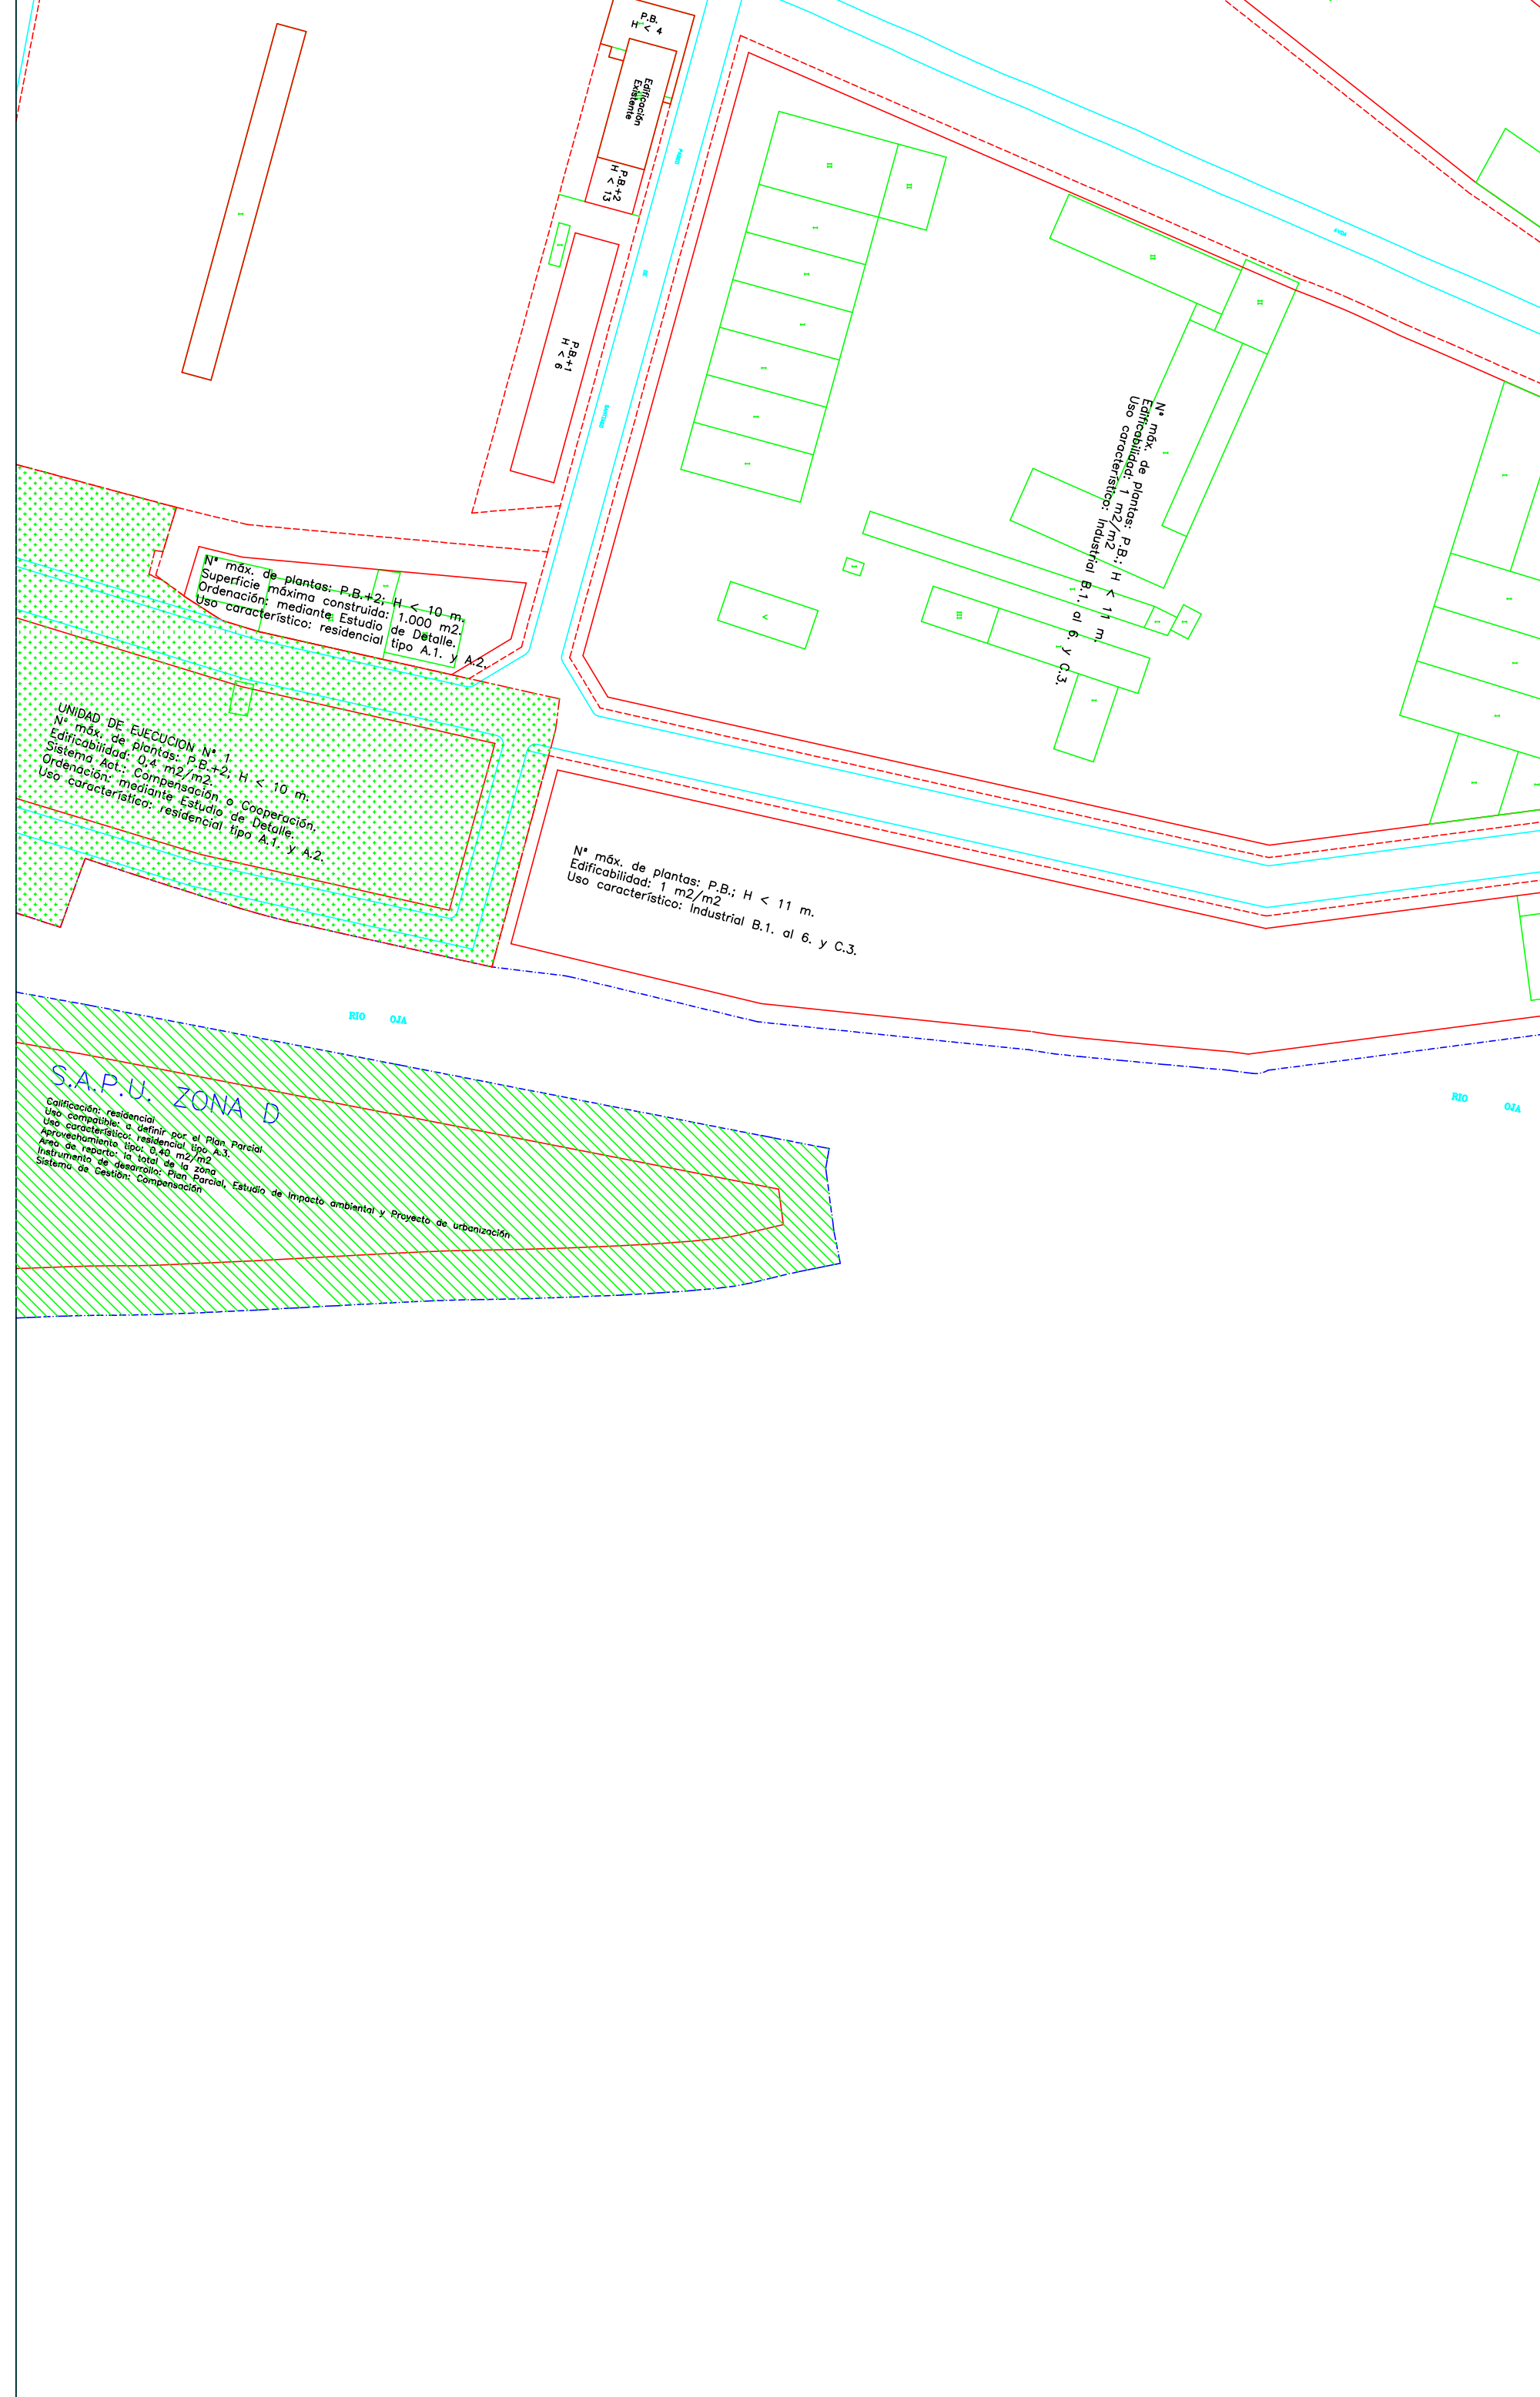 P.B.
H < 4
Edificación
Existente
P.B.+2
H < 13
P.B.+1
H < 6
Nº máx. de plantas: P.B.; H < 11 m.
Edificabilidad: 1 m2/m2
Uso característico: Industrial B.1. al 6. y C.3.
Nº máx. de plantas: P.B.+2; H < 10 m.
Superficie máxima construida: 1.000 m2.
Ordenación: mediante Estudio de Detalle.
Uso característico: residencial tipo A.1. y A.2.
UNIDAD DE EJECUCION Nº 1
Nº máx. de plantas: P.B.+2; H < 10 m.
Edificabilidad: 0,4 m2/m2.
Sistema Act.: Compensación o Cooperación.
Ordenación: mediante Estudio de Detalle.
Uso característico: residencial tipo A.1. y A.2.
Nº máx. de plantas: P.B.; H < 11 m.
Edificabilidad: 1 m2/m2
Uso característico: Industrial B.1. al 6. y C.3.
RIO OJA
S.A.P.U. ZONA D
Calificación: residencial
Uso compatible: a definir por el Plan Parcial
Uso característico: residencial tipo A.3.
Aprovechamiento tipo: 0,40 m2/m2
Area de reparto: la total de la zona
Instrumento de desarrollo: Plan Parcial, Estudio de Impacto ambiental y Proyecto de urbanización
Sistema de Gestión: Compensación
RIO OJA